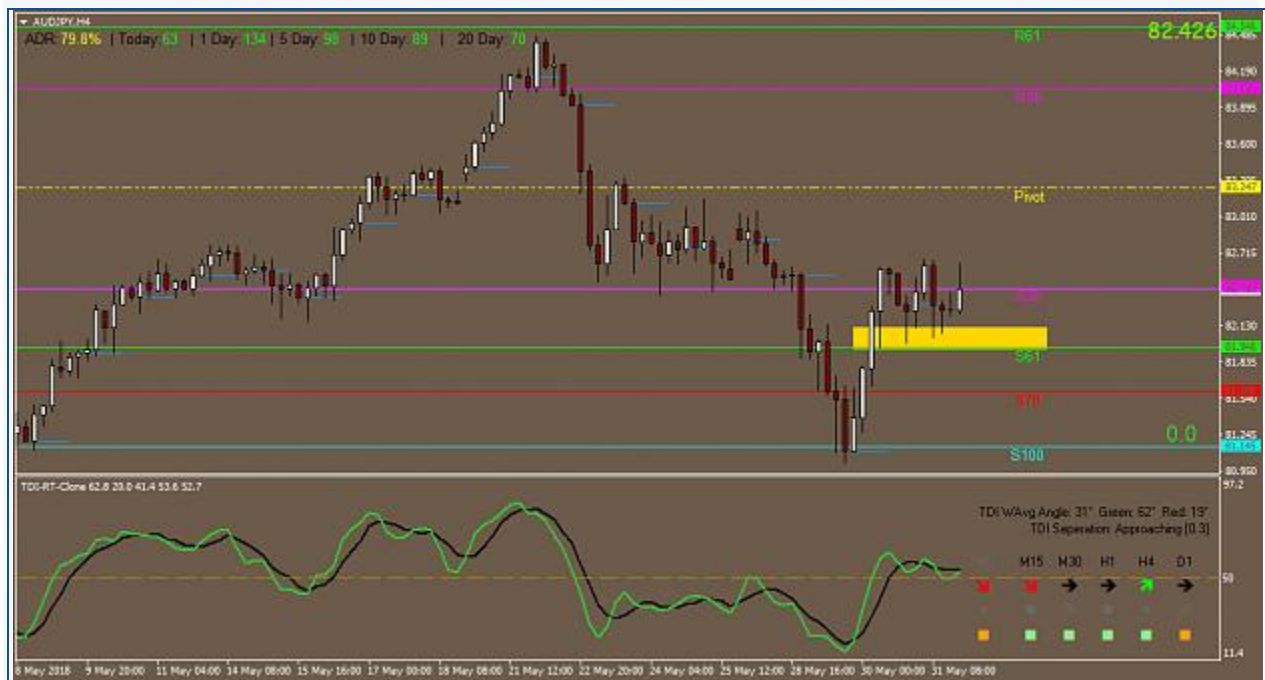 AUDJPY,H4
ADR: 79.8% | Today: 63 | 1 Day: 134 | 5 Day: 98 | 10 Day: 89 | 20 Day: 70
82.426
R61
84.485
84.190
83.895
83.600
83.247
Pivot
83.010
82.715
82.130
S61
81.835
S78
81.540
81.245
0.0
81.145
S100
80.950
TDI-RT-Clone 62.8 20.0 41.4 53.6 52.7
97.2
TDI WAvg Angle: 31° Green: 62° Red: 19°
TDI Seperation: Approaching [0.3]
M15 M30 H1 H4 D1
50
11.4
8 May 2018 9 May 20:00 11 May 04:00 14 May 08:00 15 May 16:00 17 May 00:00 18 May 08:00 21 May 12:00 22 May 20:00 24 May 04:00 25 May 12:00 28 May 16:00 30 May 00:00 31 May 08:00